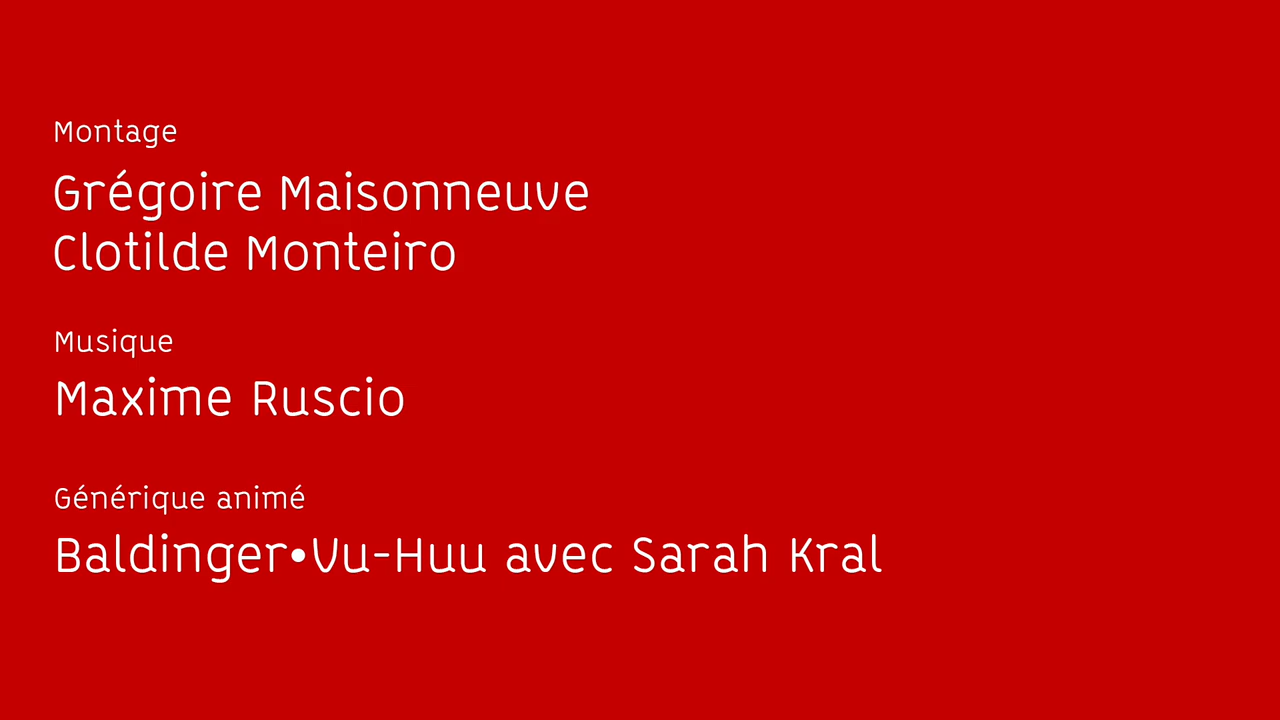 Montage
Grégoire Maisonneuve
Clotilde Monteiro
Musique
Maxime Ruscio
Générique animé
Baldinger•Vu-Huu avec Sarah Kral